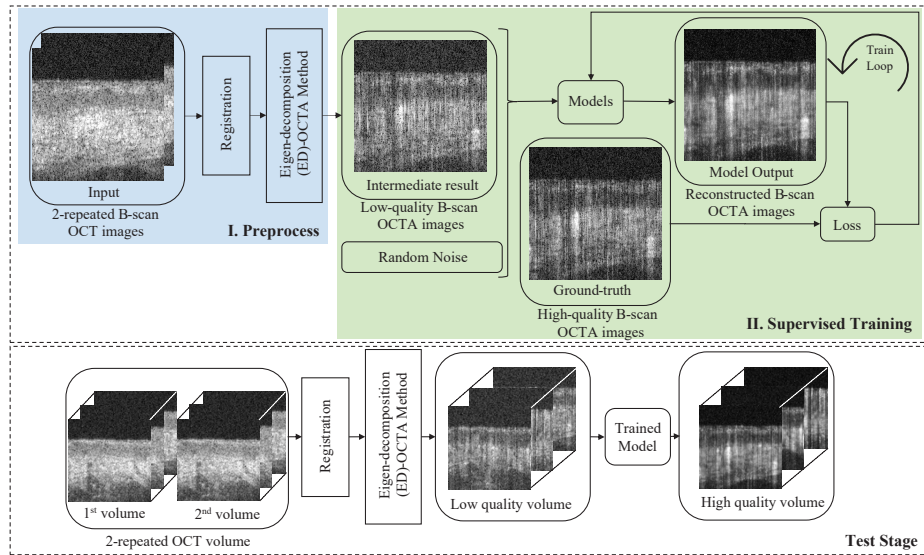 Input
2-repeated B-scan
OCT images
Registration
Eigen-decomposition
(ED)-OCTA Method
I. Preprocess
Intermediate result
Low-quality B-scan
OCTA images
Random Noise
Models
Ground-truth
High-quality B-scan
OCTA images
Model Output
Reconstructed B-scan
OCTA images
Train
Loop
Loss
II. Supervised Training
1st volume
2nd volume
2-repeated OCT volume
Registration
Eigen-decomposition
(ED)-OCTA Method
Low quality volume
Trained
Model
High quality volume
Test Stage